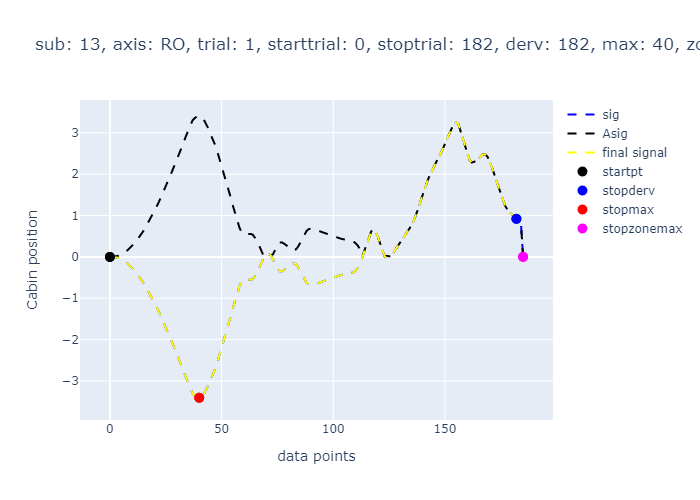 sub: 13, axis: RO, trial: 1, starttrial: 0, stoptrial: 182, derv: 182, max: 40, zo
3
2
1
0
−1
−2
−3
Cabin position
0 50 100 150
data points
sig
Asig
final signal
startpt
stopderv
stopmax
stopzonemax